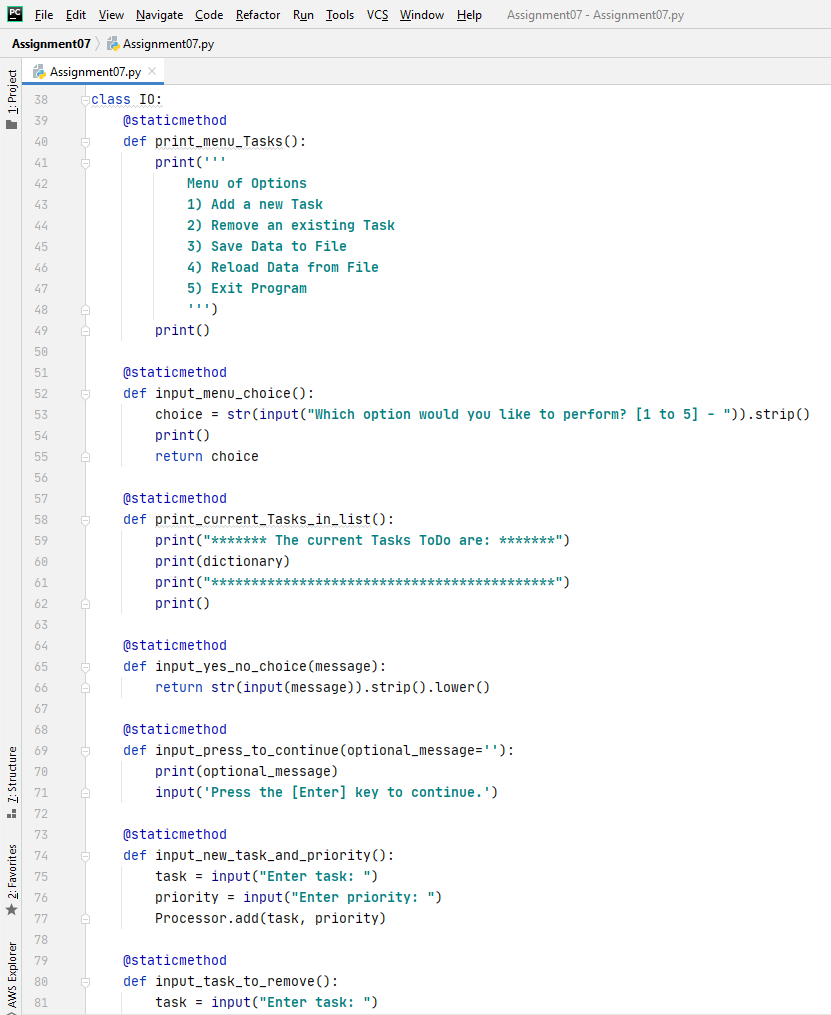 PC File Edit View Navigate Code Refactor Run Tools VCS Window Help Assignment07 - Assignment07.py
Assignment07 Assignment07.py
Assignment07.py
1: Project
7: Structure
2: Favorites
AWS Explorer
38 class IO:
39     @staticmethod
40     def print_menu_Tasks():
41         print('''
42             Menu of Options
43             1) Add a new Task
44             2) Remove an existing Task
45             3) Save Data to File
46             4) Reload Data from File
47             5) Exit Program
48             ''')
49         print()
50
51     @staticmethod
52     def input_menu_choice():
53         choice = str(input("Which option would you like to perform? [1 to 5] - ")).strip()
54         print()
55         return choice
56
57     @staticmethod
58     def print_current_Tasks_in_list():
59         print("******* The current Tasks ToDo are: *******")
60         print(dictionary)
61         print("*******************************************")
62         print()
63
64     @staticmethod
65     def input_yes_no_choice(message):
66         return str(input(message)).strip().lower()
67
68     @staticmethod
69     def input_press_to_continue(optional_message=''):
70         print(optional_message)
71         input('Press the [Enter] key to continue.')
72
73     @staticmethod
74     def input_new_task_and_priority():
75         task = input("Enter task: ")
76         priority = input("Enter priority: ")
77         Processor.add(task, priority)
78
79     @staticmethod
80     def input_task_to_remove():
81         task = input("Enter task: ")